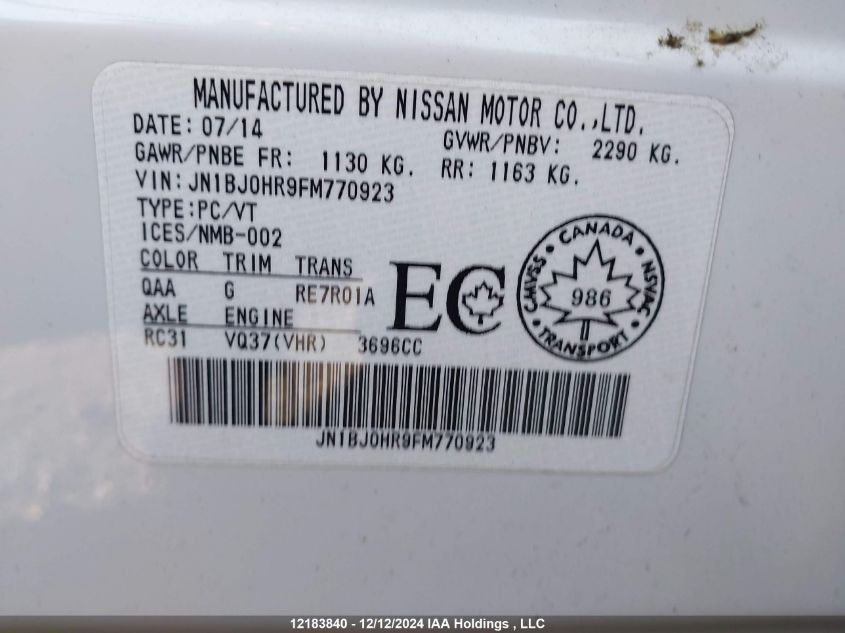 MANUFACTURED BY NISSAN MOTOR CO.,LTD.
DATE: 07/14 GVWR/PNBV: 2290 KG.
GAWR/PNBE FR: 1130 KG. RR: 1163 KG.
VIN:JN1BJ0HR9FM770923
TYPE:PC/VT
ICES/NMB-002
COLOR TRIM TRANS
QAA G RE7R01A
AXLE ENGINE
RC31 VQ37(VHR) 3696CC
EC
CANADA
CMVSS NSVAC
986
TRANSPORT
JN1BJ0HR9FM770923
12183840 - 12/12/2024 IAA Holdings , LLC